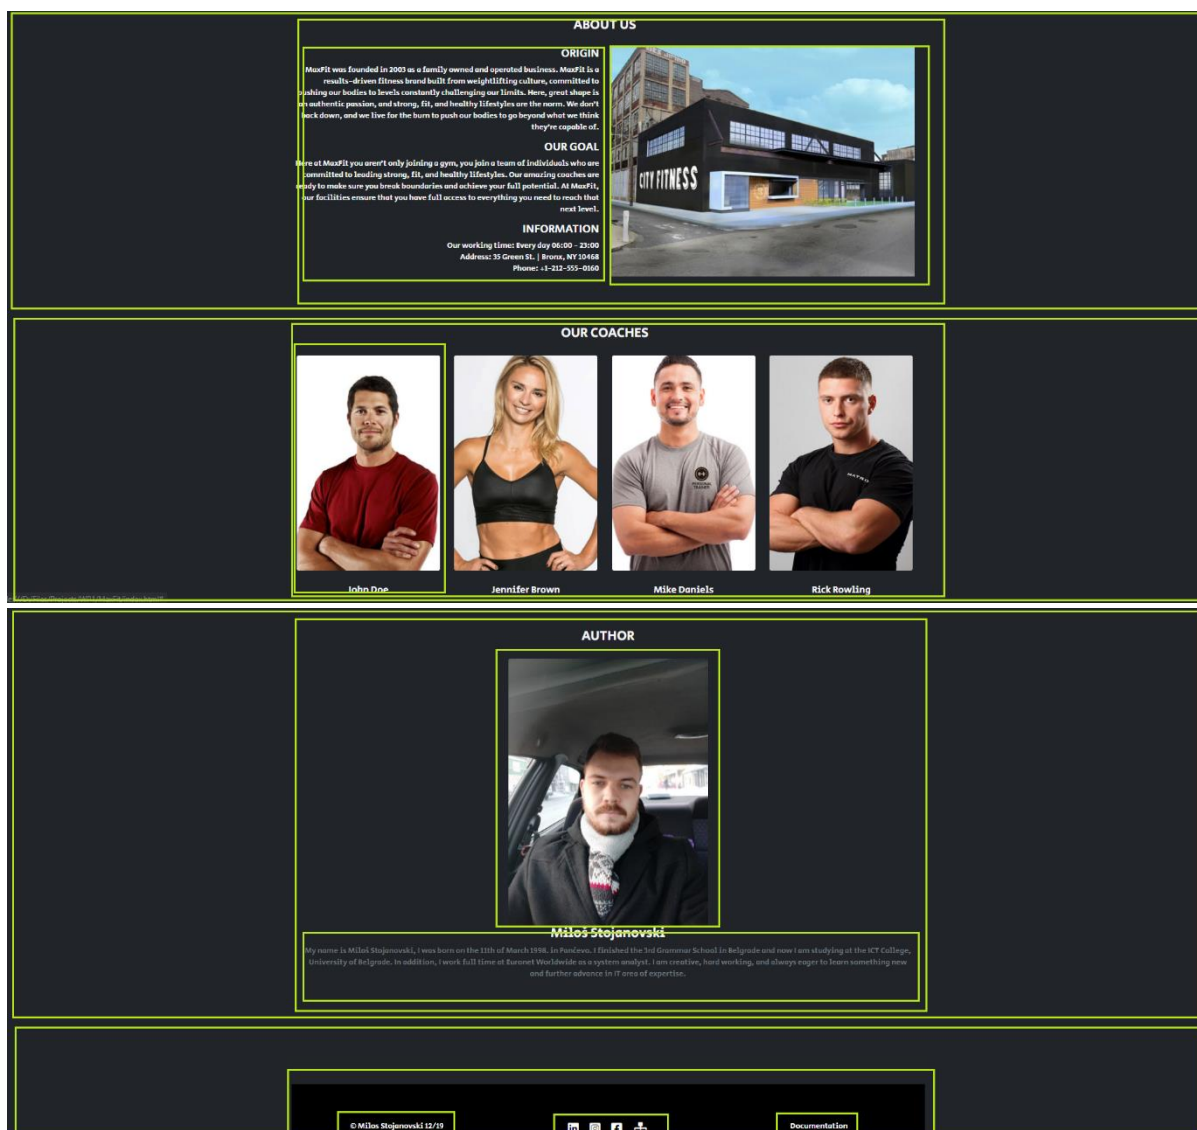 ABOUT US
ORIGIN
MaxFit was founded in 2003 as a family owned and operated business. MaxFit is a
results-driven fitness brand built from weightlifting culture, committed to
pushing our bodies to levels constantly challenging our limits. Here, great shape is
an authentic passion, and strong, fit, and healthy lifestyles are the norm. We don't
back down, and we live for the burn to push our bodies to go beyond what we think
they're capable of.
OUR GOAL
Here at MaxFit you aren't only joining a gym, you join a team of individuals who are
committed to leading strong, fit, and healthy lifestyles. Our amazing coaches are
ready to make sure you break boundaries and achieve your full potential. At MaxFit,
our facilities ensure that you have full access to everything you need to reach that
next level.
INFORMATION
Our working time: Every day 06:00 - 23:00
Address: 35 Green St. | Bronx, NY 10468
Phone: +1-212-555-0160
CITY FITNESS
OUR COACHES
John Doe
Jennifer Brown
Mike Daniels
Rick Rowling
AUTHOR
Miloš Stojanovski
My name is Miloš Stojanovski, I was born on the 11th of March 1998. in Pančevo. I finished the 3rd Grammar School in Belgrade and now I am studying at the ICT College,
University of Belgrade. In addition, I work full time at Euronet Worldwide as a system analyst. I am creative, hard working, and always eager to learn something new
and further advance in IT area of expertise.
© Milos Stojanovski 12/19
Documentation